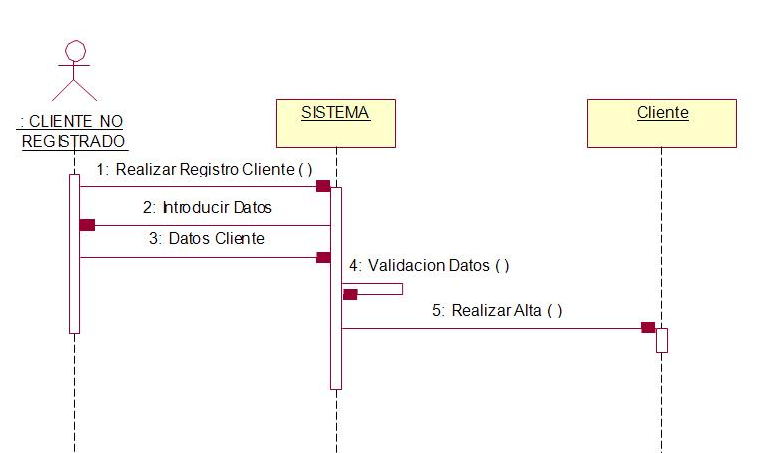 : CLIENTE NO
REGISTRADO
SISTEMA
Cliente
1: Realizar Registro Cliente ( )
2: Introducir Datos
3: Datos Cliente
4: Validacion Datos ( )
5: Realizar Alta ( )